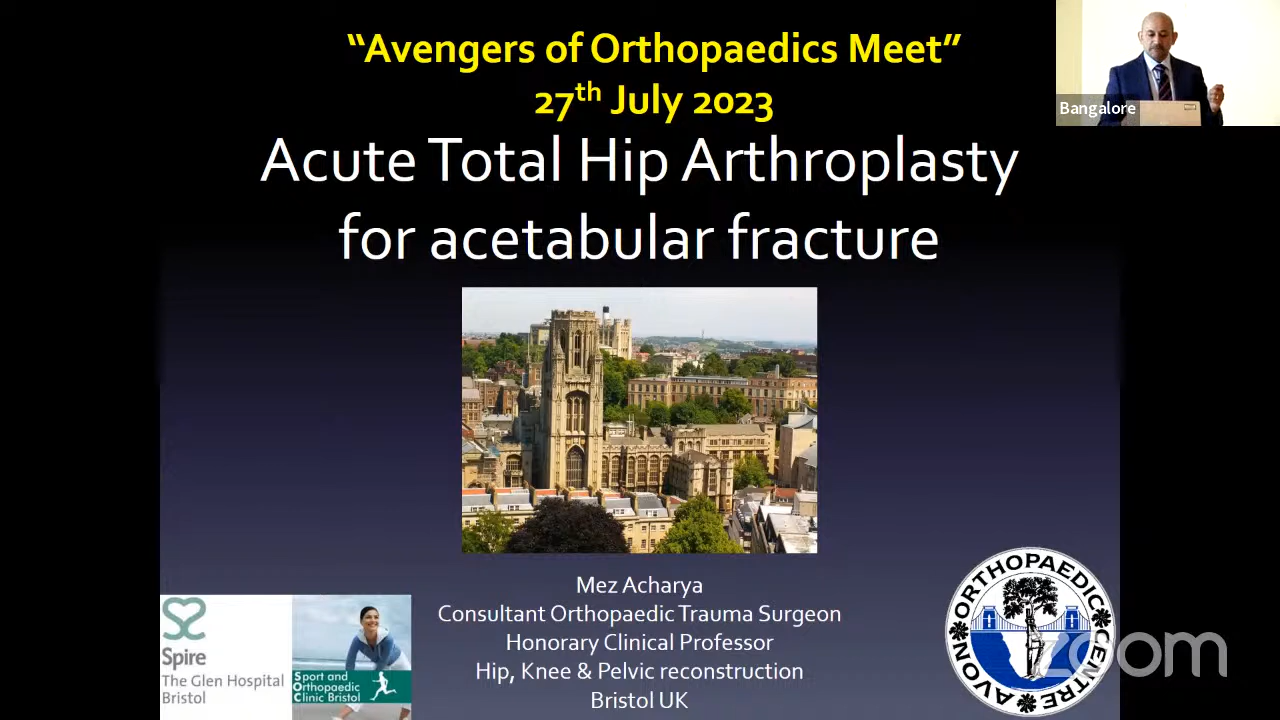 “Avengers of Orthopaedics Meet”
27th July 2023
Bangalore
Acute Total Hip Arthroplasty
for acetabular fracture
Mez Acharya
Consultant Orthopaedic Trauma Surgeon
Honorary Clinical Professor
Hip, Knee & Pelvic reconstruction
Bristol UK
Spire
The Glen Hospital
Bristol
Sport and
Orthopaedic
Clinic Bristol
AVON ORTHOPAEDIC CENTRE
zoom